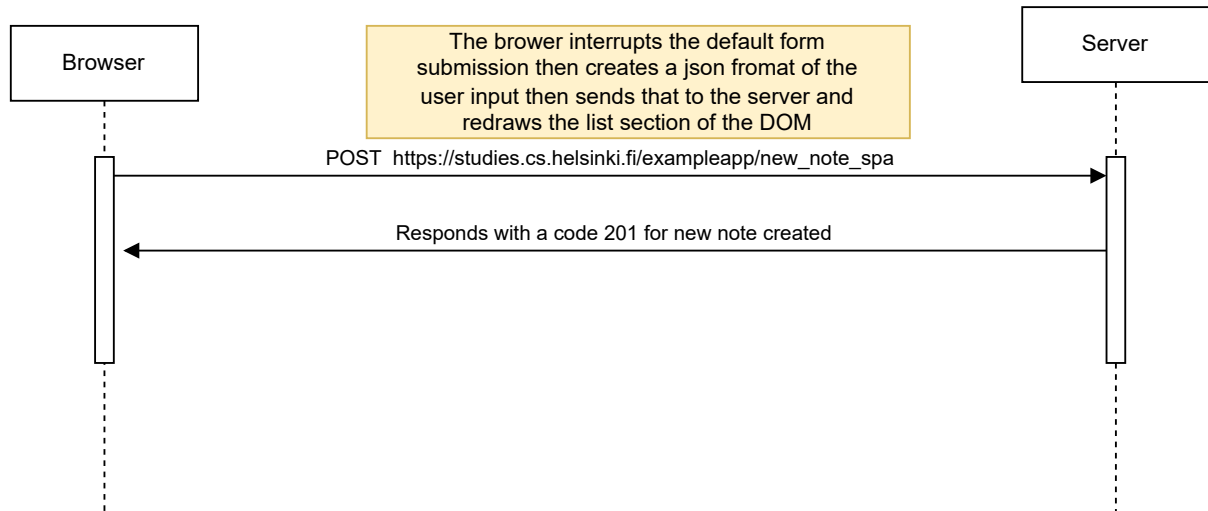 Browser
The brower interrupts the default form
submission then creates a json fromat of the
user input then sends that to the server and
redraws the list section of the DOM
Server
POST  https://studies.cs.helsinki.fi/exampleapp/new_note_spa
Responds with a code 201 for new note created